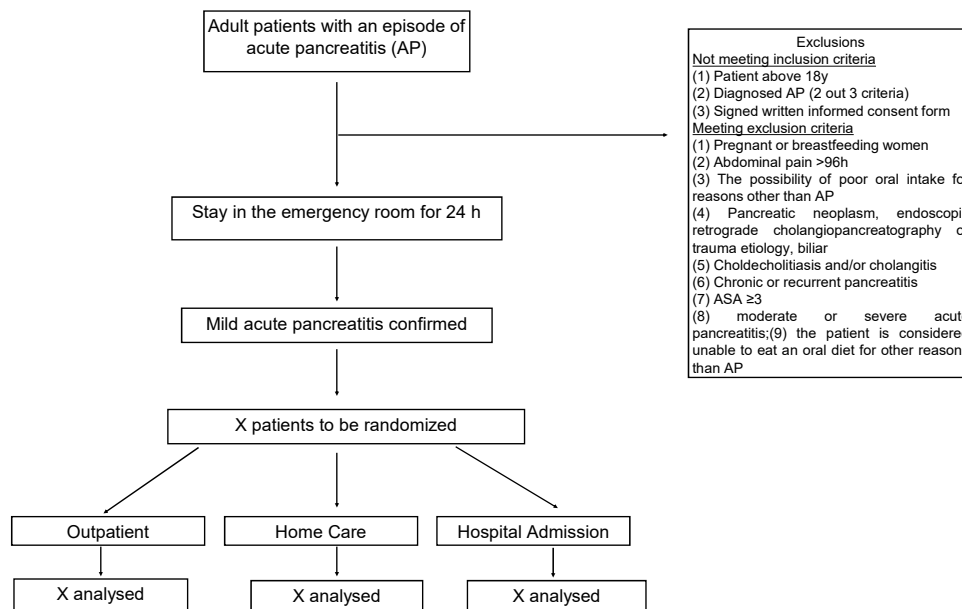 Adult patients with an episode of
acute pancreatitis (AP)
Exclusions
Not meeting inclusion criteria
(1) Patient above 18y
(2) Diagnosed AP (2 out 3 criteria)
(3) Signed written informed consent form
Meeting exclusion criteria
(1) Pregnant or breastfeeding women
(2) Abdominal pain >96h
(3) The possibility of poor oral intake fo
reasons other than AP
(4) Pancreatic neoplasm, endoscopi
retrograde cholangiopancreatography o
trauma etiology, biliar
(5) Choldecholitiasis and/or cholangitis
(6) Chronic or recurrent pancreatitis
(7) ASA ≥3
(8) moderate or severe acut
pancreatitis;(9) the patient is considere
unable to eat an oral diet for other reason
than AP
Stay in the emergency room for 24 h
Mild acute pancreatitis confirmed
X patients to be randomized
Outpatient
Home Care
Hospital Admission
X analysed
X analysed
X analysed